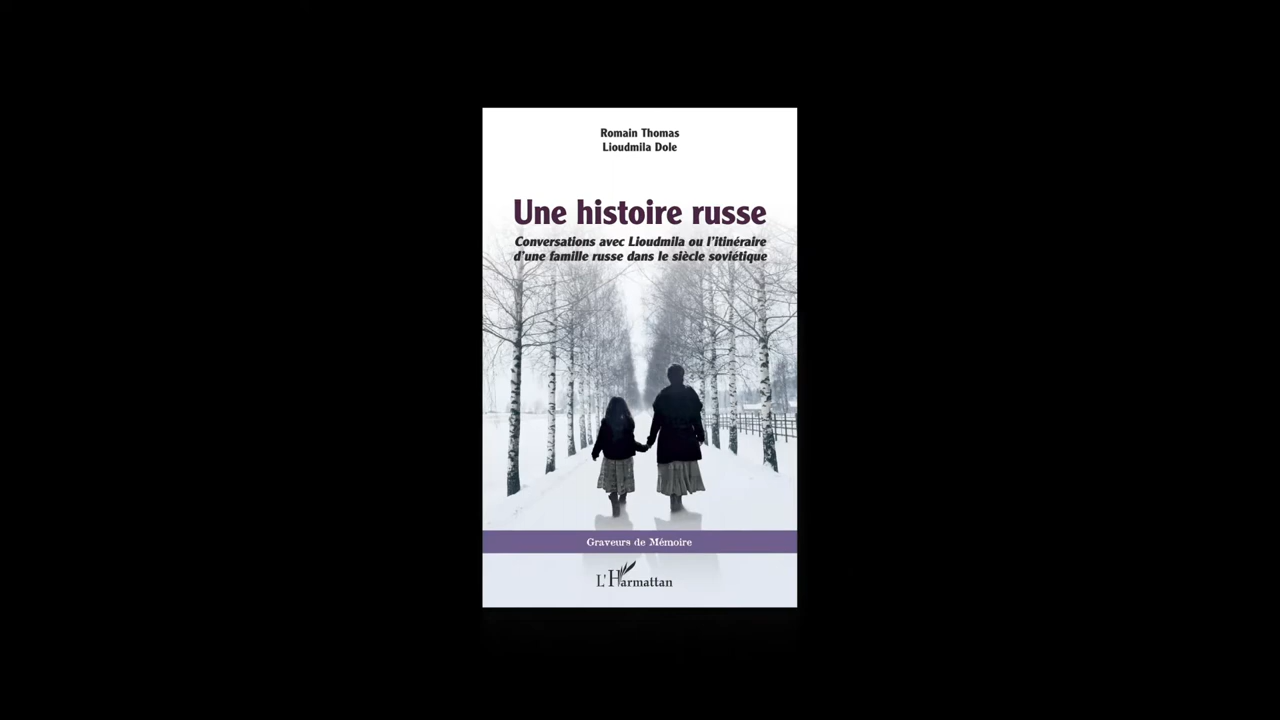 Romain Thomas
Lioudmila Dole
Une histoire russe
Conversations avec Lioudmila ou l'itinéraire
d'une famille russe dans le siècle soviétique
Graveurs de Mémoire
L'Harmattan